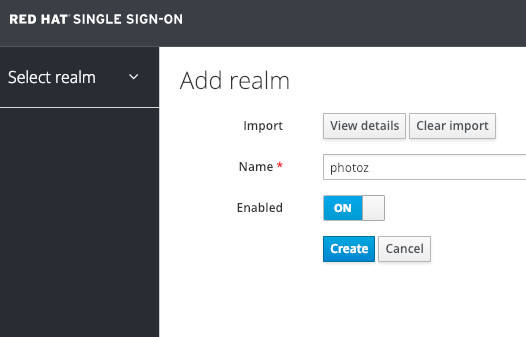 RED HAT® SINGLE SIGN-ON
Select realm
Add realm
Import View details Clear import
Name * photoz
Enabled ON
Create Cancel